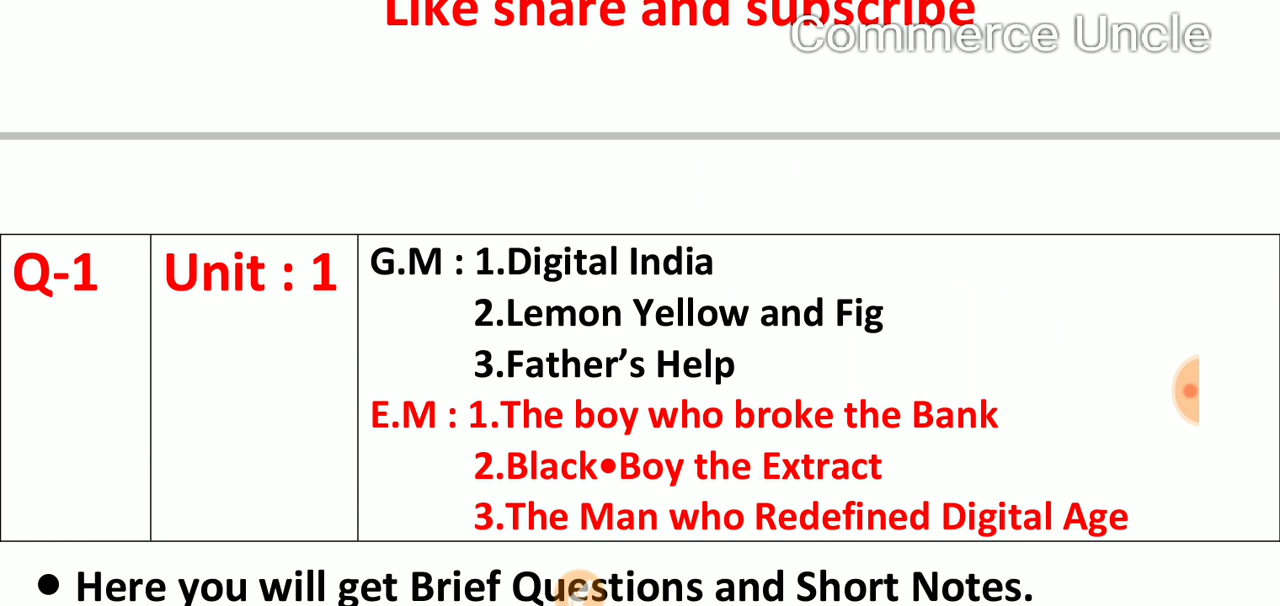 Like share and subscribe
Commerce Uncle
Q-1 Unit : 1 G.M : 1.Digital India
2.Lemon Yellow and Fig
3.Father's Help
E.M : 1.The boy who broke the Bank
2.Black•Boy the Extract
3.The Man who Redefined Digital Age
• Here you will get Brief Questions and Short Notes.